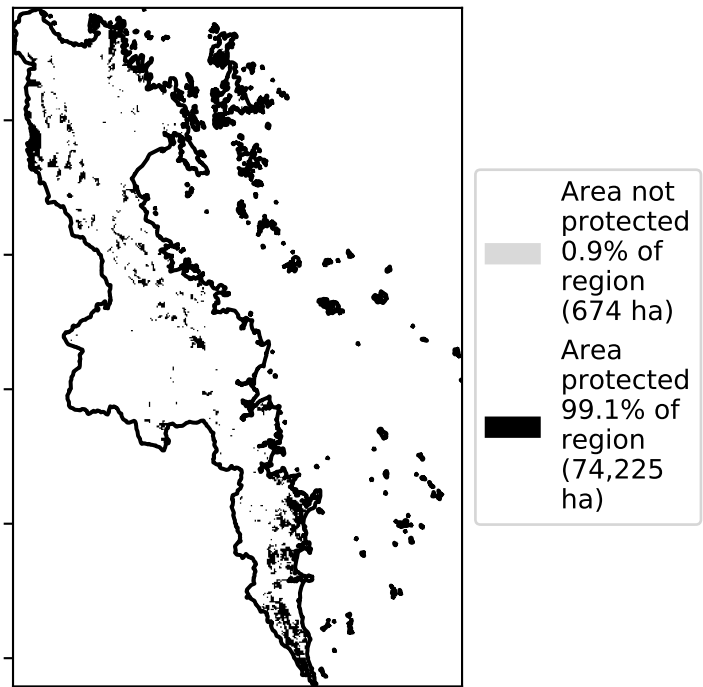 Area not
protected
0.9% of
region
(674 ha)
Area
protected
99.1% of
region
(74,225
ha)